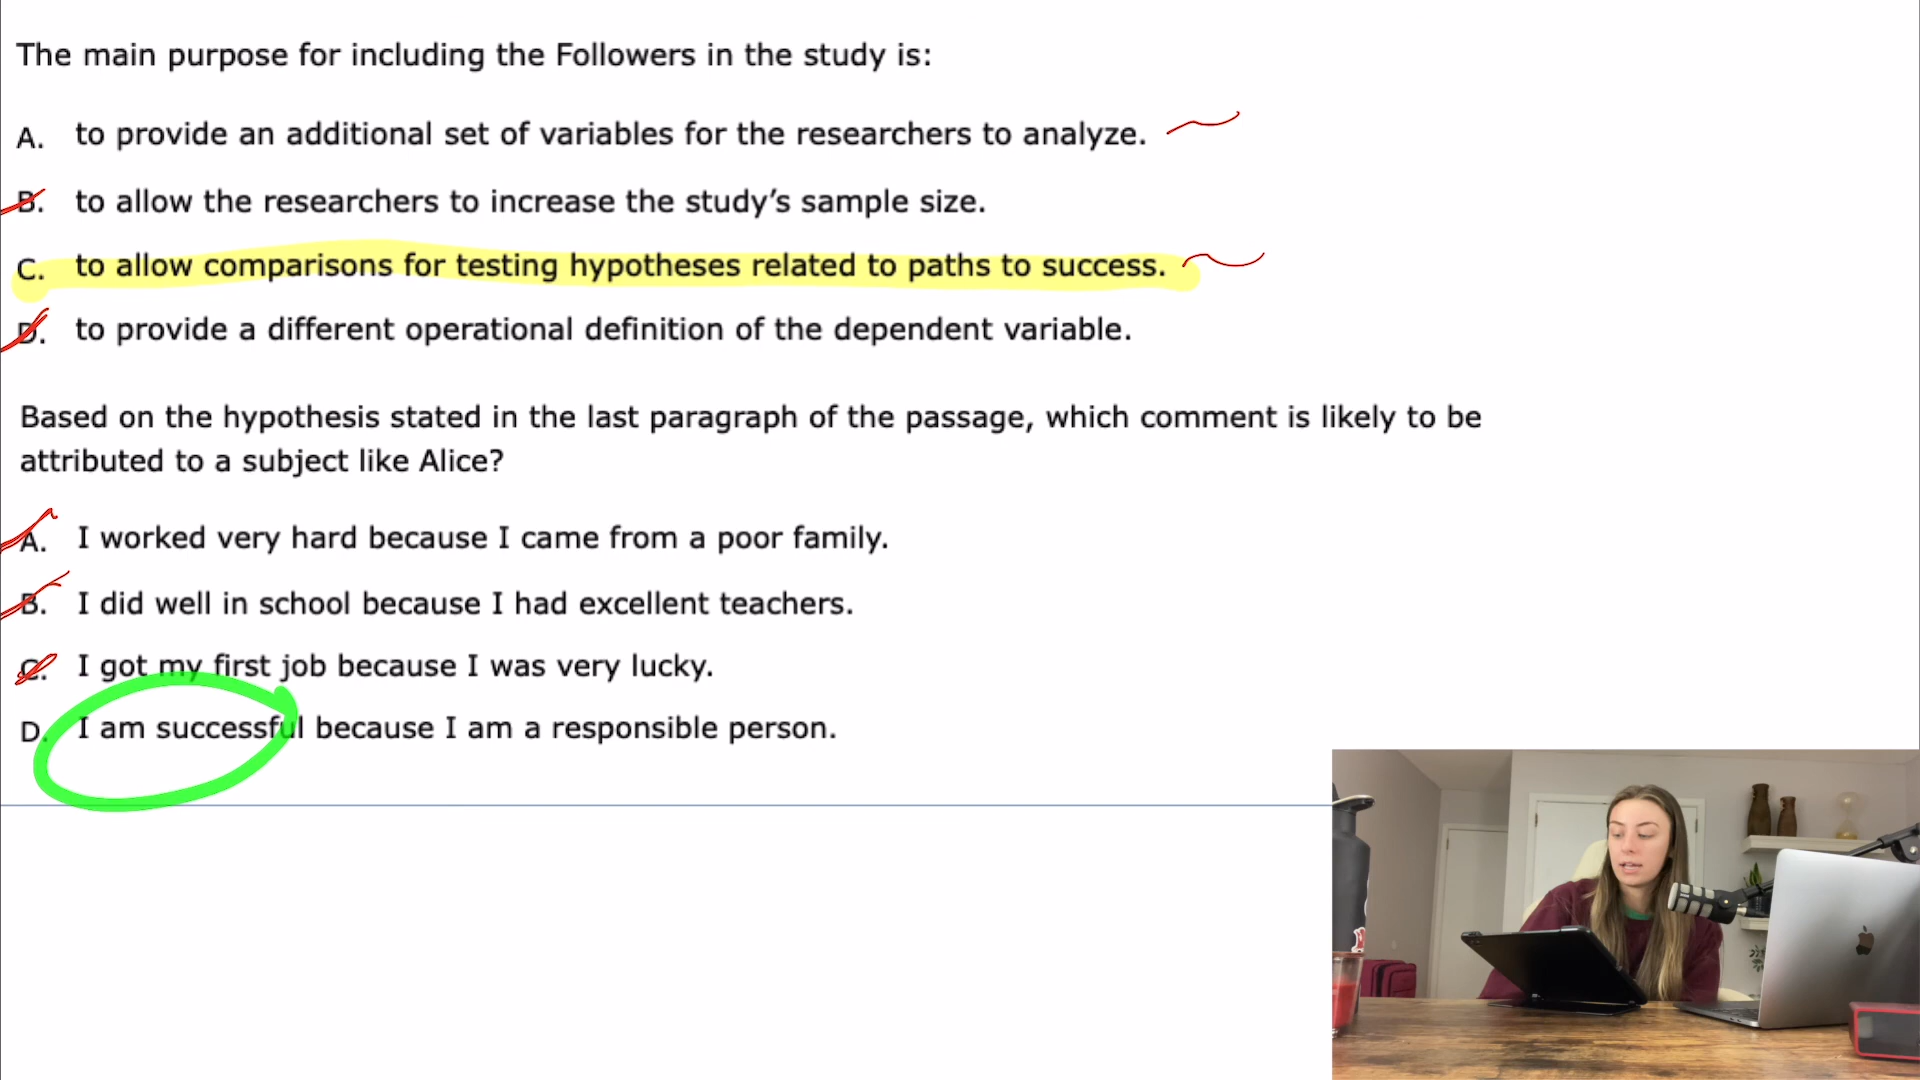 The main purpose for including the Followers in the study is:
A. to provide an additional set of variables for the researchers to analyze.
B. to allow the researchers to increase the study’s sample size.
C. to allow comparisons for testing hypotheses related to paths to success.
D. to provide a different operational definition of the dependent variable.
Based on the hypothesis stated in the last paragraph of the passage, which comment is likely to be
attributed to a subject like Alice?
A. I worked very hard because I came from a poor family.
B. I did well in school because I had excellent teachers.
C. I got my first job because I was very lucky.
D. I am successful because I am a responsible person.